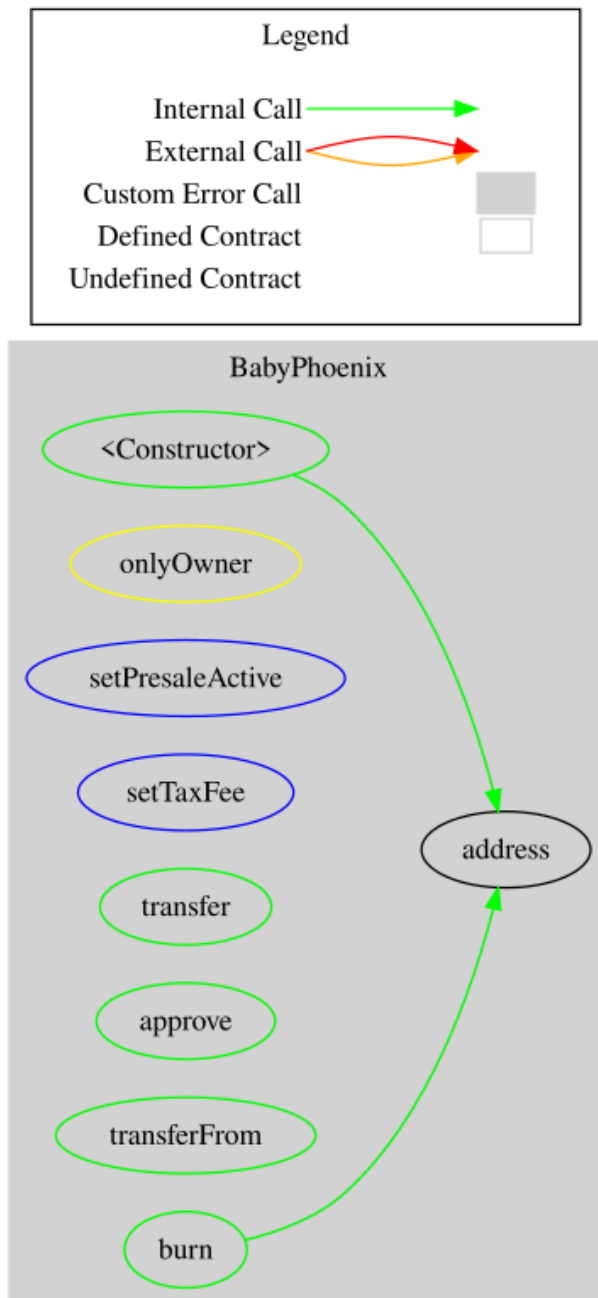 Legend
Internal Call
External Call
Custom Error Call
Defined Contract
Undefined Contract
BabyPhoenix
<Constructor>
onlyOwner
setPresaleActive
setTaxFee
address
transfer
approve
transferFrom
burn